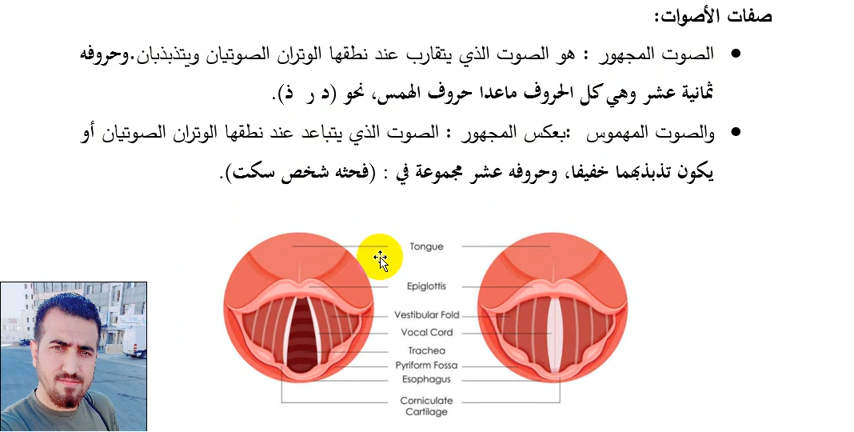 صفات الأصوات:
• الصوت المجهور : هو الصوت الذي يتقارب عند نطقها الوتران الصوتيان ويتذبذبان.وحروفه
ثمانية عشر وهي كل الحروف ماعدا حروف الهمس، نحو (د ر ذ).
• والصوت المهموس :بعكس المجهور : الصوت الذي يتباعد عند نطقها الوتران الصوتيان أو
يكون تذبذبهما خفيفا، وحروفه عشر مجموعة في : (فحثه شخص سكت).
Tongue
Epiglottis
Vestibular Fold
Vocal Cord
Trachea
Pyriform Fossa
Esophagus
Corniculate
Cartilage